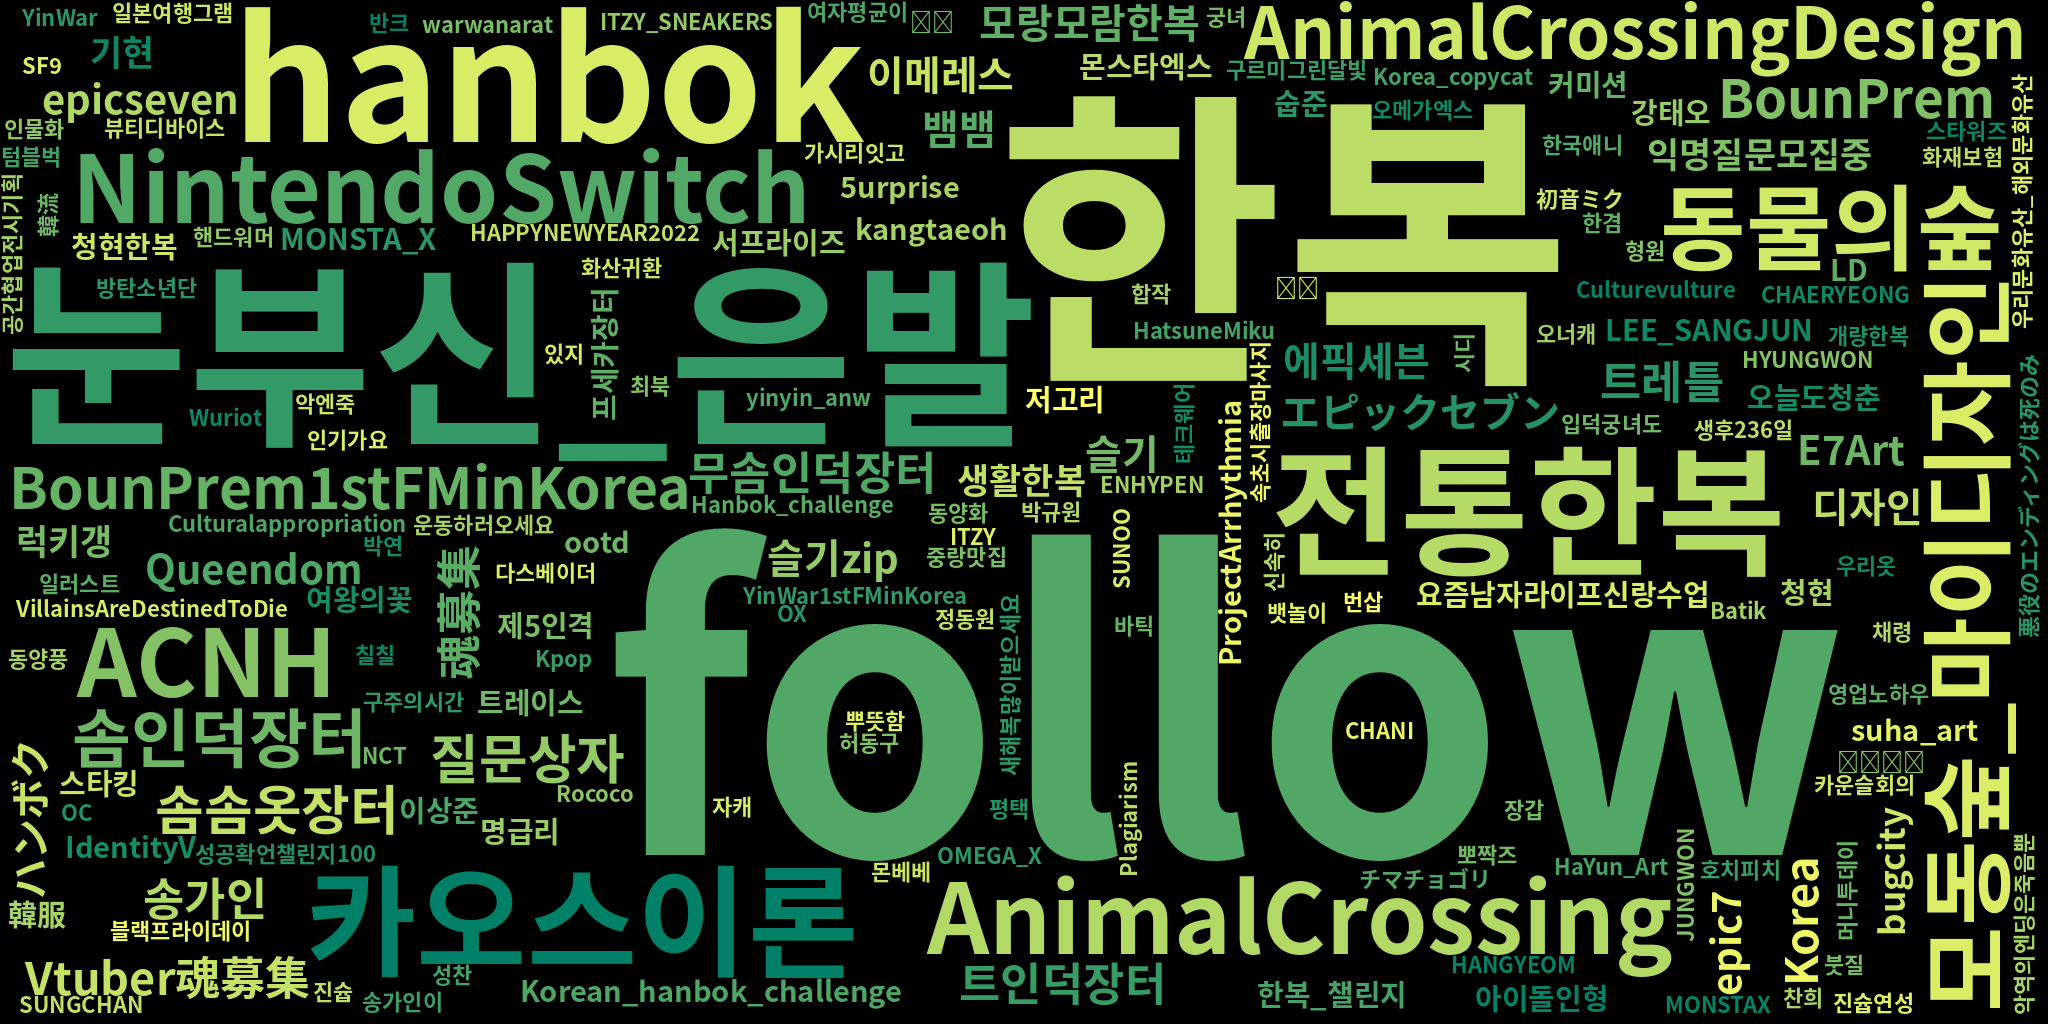 YinWar
일본여행그램
반크
warwanarat
ITZY_SNEAKERS
여자평균이
모랑모람한복
궁녀
AnimalCrossingDesign
SF9
기현
hanbok
이메레스
몬스타엑스
구르미그린달빛
Korea_copycat
커미션
epicseven
뱀뱀
숩준
오메가엑스
강태오
BounPrem
인물화
뷰티디바이스
한국애니
스타워즈
텀블벅
가시리잇고
익명질문모집중
화재보험
우리문화유산_해외문화유산
공간협업전시기획
韓流
NintendoSwitch
5urprise
한복
初音ミク
동물의숲
청현한복
핸드워머
MONSTA_X
HAPPYNEWYEAR2022
서프라이즈
kangtaeoh
한겸
형원
LD
방탄소년단
화산귀환
합작
Culturevulture
CHAERYEONG
눈부신_은발
프세카장터
HatsuneMiku
오너캐
LEE_SANGJUN
개량한복
있지
에픽세븐
시디
HYUNGWON
최북
트레틀
악엔죽
Wuriot
yinyin_anw
저고리
테크웨어
속초시출장마사지
エピックセブン
오늘도청춘
悪役のエンディングは死のみ
인기가요
입덕궁녀도
생후236일
BounPrem1stFMinKorea
무솜인덕장터
슬기
생활한복
ENHYPEN
전통한복
E7Art
디자인
Culturalappropriation
운동하러오세요
Hanbok_challenge
동양화
박규원
SUNOO
ProjectArrhythmia
럭키갱
박연
ootd
ITZY
중랑맛집
신속히
우리옷
일러스트
Queendom
魂募集
다스베이더
슬기zip
VillainsAreDestinedToDie
여왕의꽃
YinWar1stFMinKorea
OX
정동원
새해복많이받으세요
바틱
뱃놀이
번삽
요즘남자라이프신랑수업
Batik
청현
제5인격
follow
채령
동양풍
ACNH
칠칠
Kpop
구주의시간
트레이스
영업노하우
모동숲_마이디자인
솜인덕장터
NCT
질문상자
뿌뜻함
허동구
CHANI
suha_art
ハンボク
스타킹
Rococo
카운슬회의
OC
솜솜옷장터
이상준
자캐
평택
Plagiarism
장갑
bugcity
명급리
IdentityV
성공확언챌린지100
OMEGA_X
뽀짝즈
HaYun_Art
호치피치
머니투데이
악역의엔딩은죽음뿐
몬베베
チマチョゴリ
JUNGWON
송가인
韓服
카오스이론
AnimalCrossing
epic7
Korea
블랙프라이데이
Vtuber魂募集
성찬
트인덕장터
HANGYEOM
붓질
SUNGCHAN
진숩
송가인이
Korean_hanbok_challenge
한복_챌린지
아이돌인형
MONSTAX
찬희
진숩연성